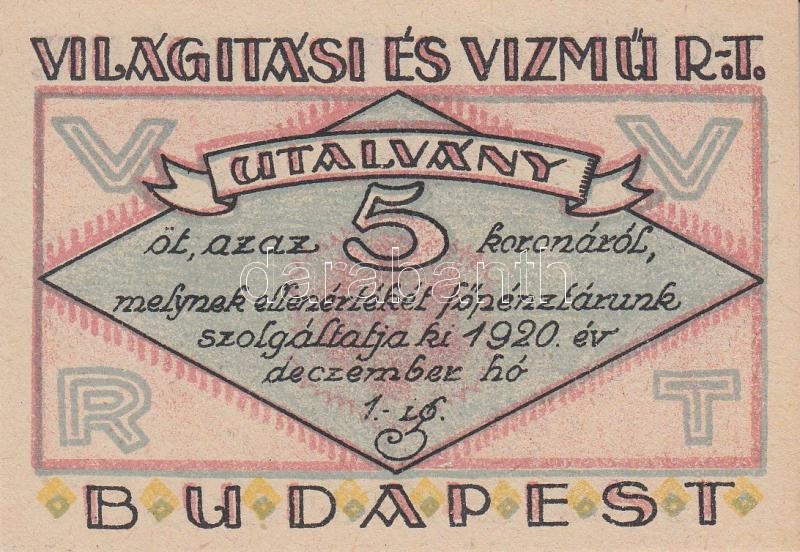 VILÁGITÁSI ÉS VIZMŰ R.-T.
V V
UTALVÁNY
öt, azaz 5 koronáról,
darabanth
melynek ellenértékét főpénztárunk
szolgáltatja ki 1920. év
deczember hó
1.- ig.
R T
BUDAPEST